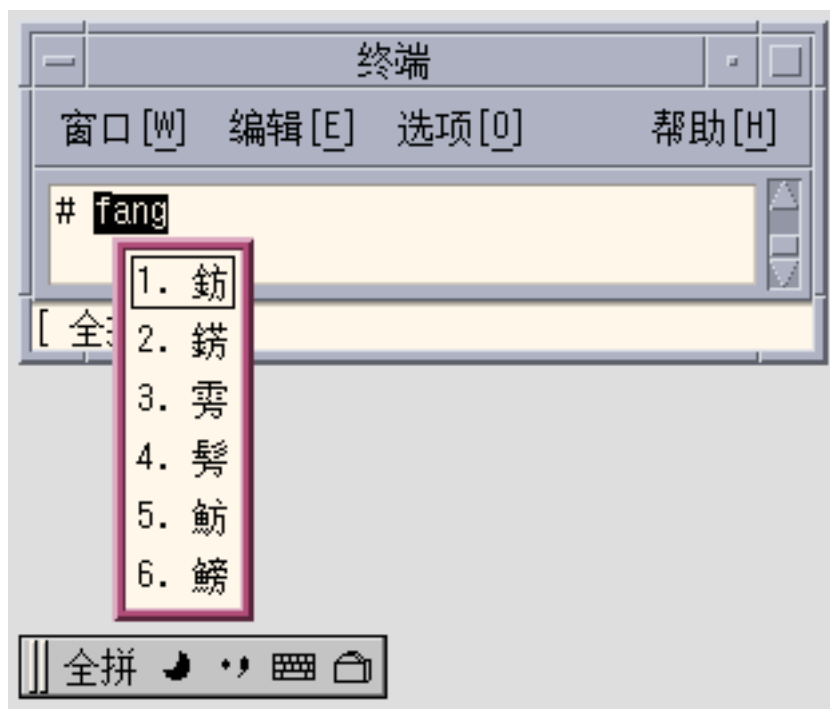 终端
窗口[W] 编辑[E] 选项[O] 帮助[H]
# fang
1. 鈁
2. 錺
3. 雱
4. 髣
5. 魴
6. 鰟
[ 全
全拼